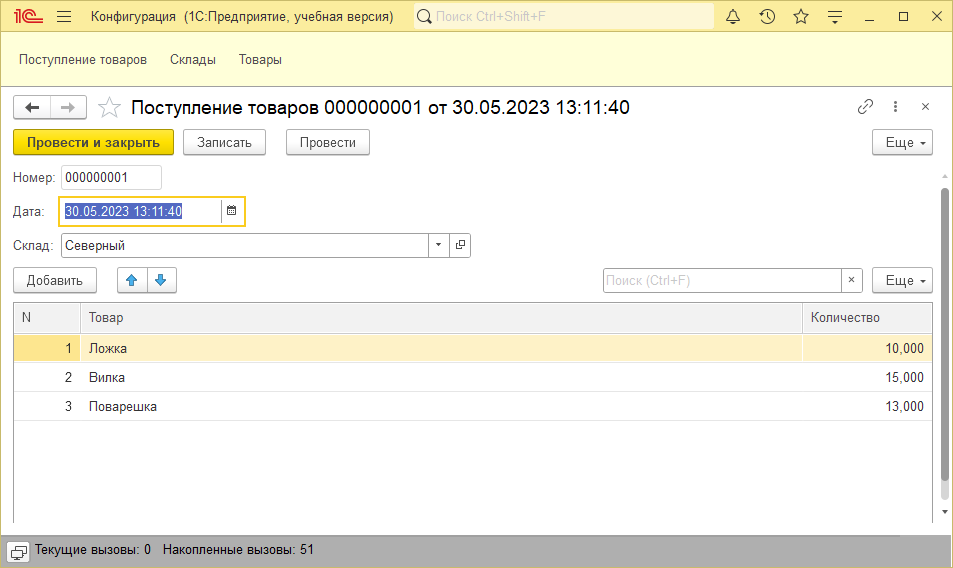 1С Конфигурация (1С:Предприятие, учебная версия) Поиск Ctrl+Shift+F
Поступление товаров Склады Товары
Поступление товаров 000000001 от 30.05.2023 13:11:40
Провести и закрыть Записать Провести Еще
Номер: 000000001
Дата: 30.05.2023 13:11:40
Склад: Северный
Добавить Поиск (Ctrl+F) × Еще
N Товар Количество
1 Ложка 10,000
2 Вилка 15,000
3 Поварешка 13,000
Текущие вызовы: 0 Накопленные вызовы: 51